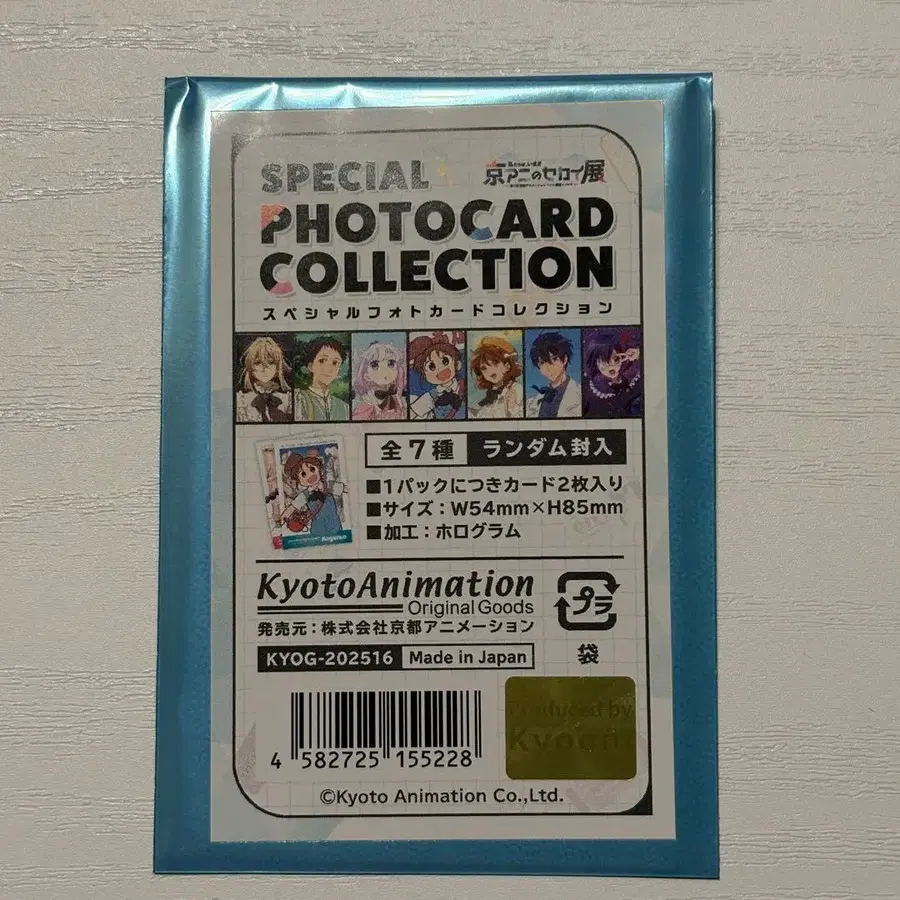 SPECIAL
京アニのセカイ展
PHOTOCARD
COLLECTION
スペシャルフォトカードコレクション
全7種 ランダム封入
■1パックにつきカード2枚入り
■サイズ：W54mm×H85mm
■加工：ホログラム
KyotoAnimation
Original Goods
プラ
発売元：株式会社京都アニメーション
袋
KYOG-202516 Made in Japan
Produced by
4 582725 155228
©Kyoto Animation Co.,Ltd.